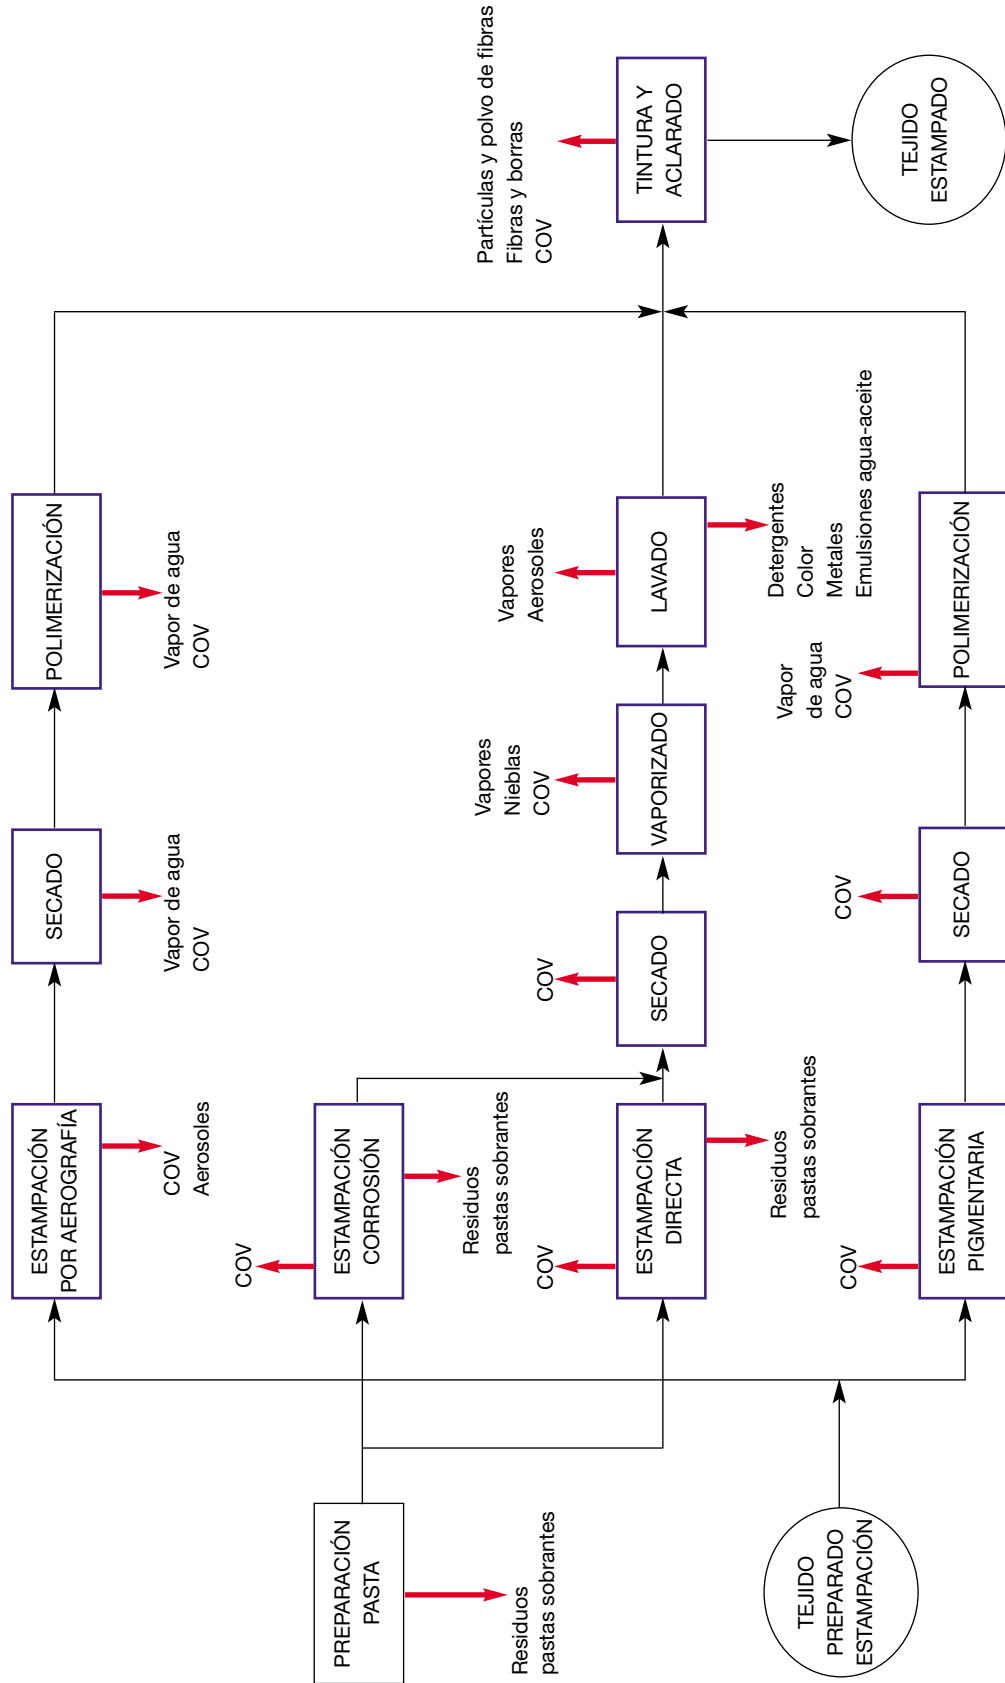 PREPARACIÓN
PASTA
Residuos
pastas sobrantes
TEJIDO
PREPARADO
ESTAMPACIÓN
ESTAMPACIÓN
POR AEROGRAFÍA
COV
Aerosoles
SECADO
Vapor de agua
COV
POLIMERIZACIÓN
Vapor de agua
COV
COV
ESTAMPACIÓN
CORROSIÓN
Residuos
pastas sobrantes
COV
ESTAMPACIÓN
DIRECTA
Residuos
pastas sobrantes
COV
SECADO
Vapores
Nieblas
COV
VAPORIZADO
Vapores
Aerosoles
LAVADO
Detergentes
Color
Metales
Emulsiones agua-aceite
COV
ESTAMPACIÓN
PIGMENTARIA
COV
SECADO
Vapor
de agua
COV
POLIMERIZACIÓN
Partículas y polvo de fibras
Fibras y borras
COV
TINTURA Y
ACLARADO
TEJIDO
ESTAMPADO